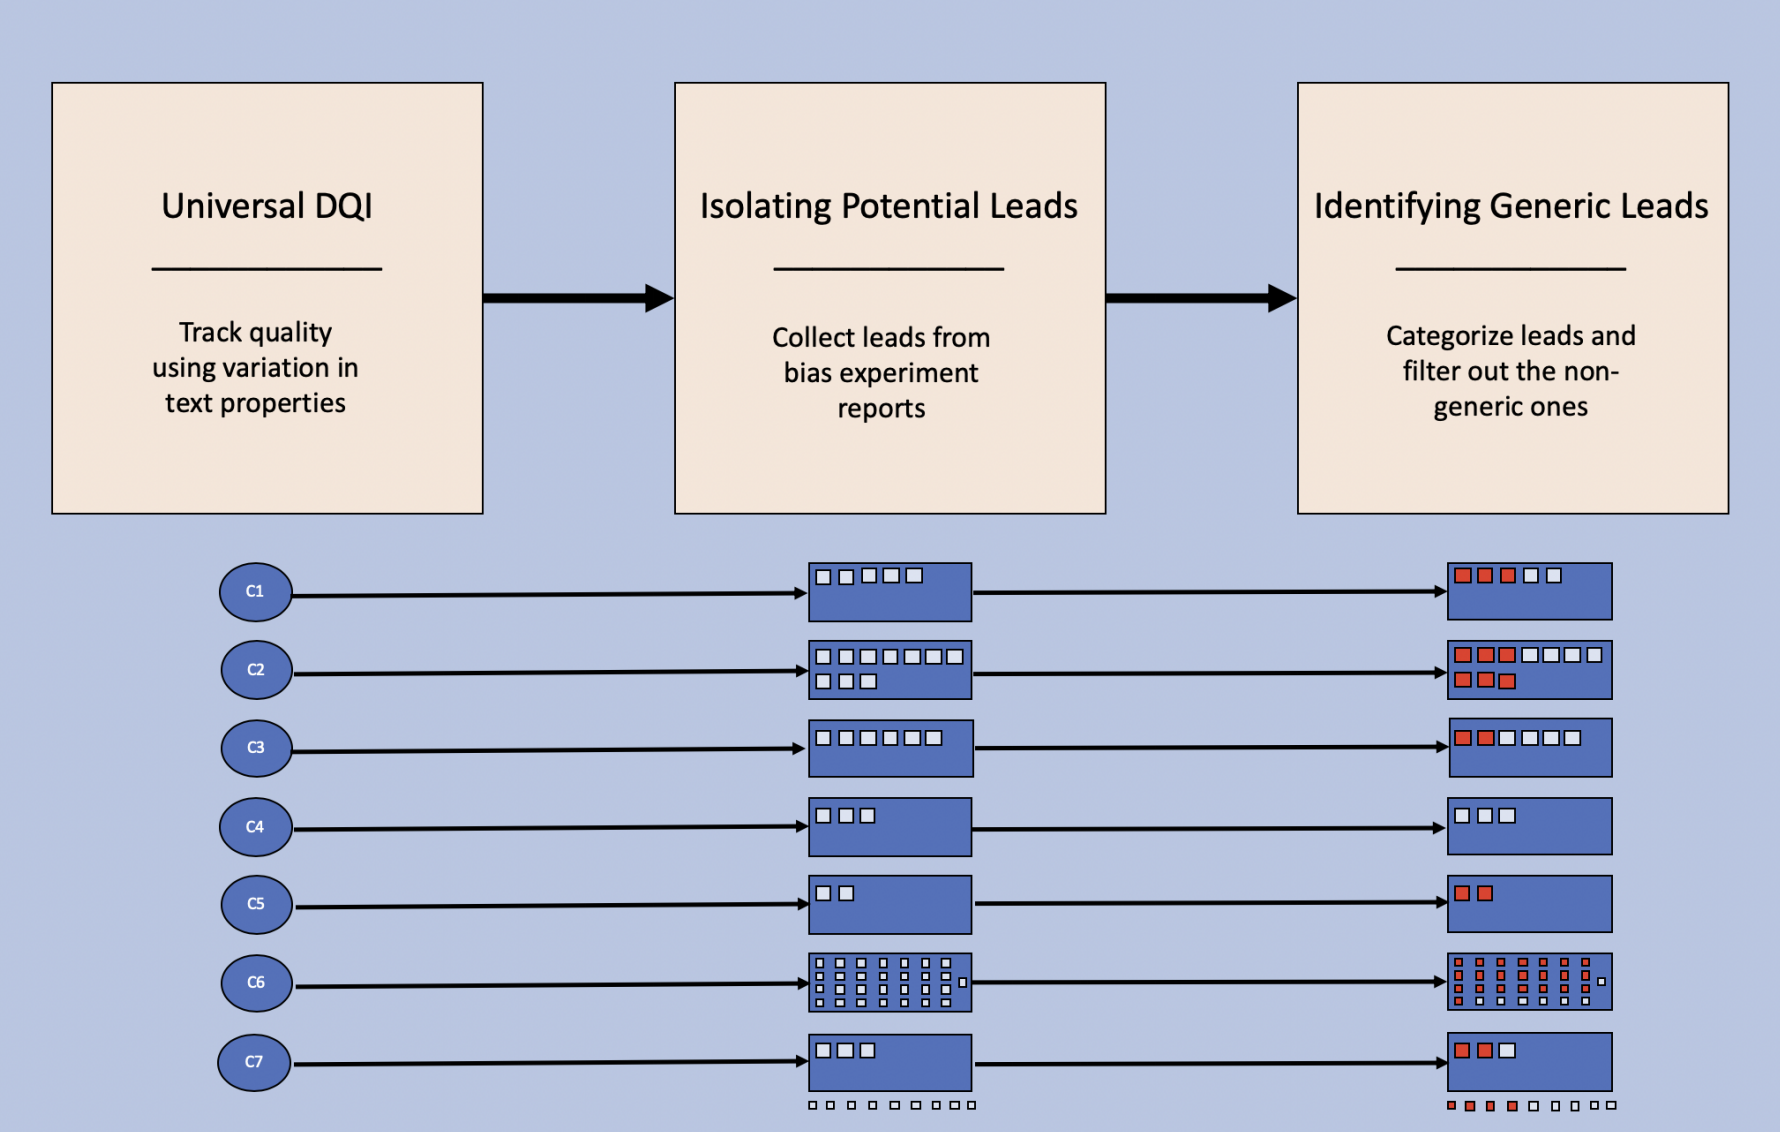 Universal DQI
Track quality
using variation in
text properties
Isolating Potential Leads
Collect leads from
bias experiment
reports
Identifying Generic Leads
Categorize leads and
filter out the non-
generic ones
C1
C2
C3
C4
C5
C6
C7